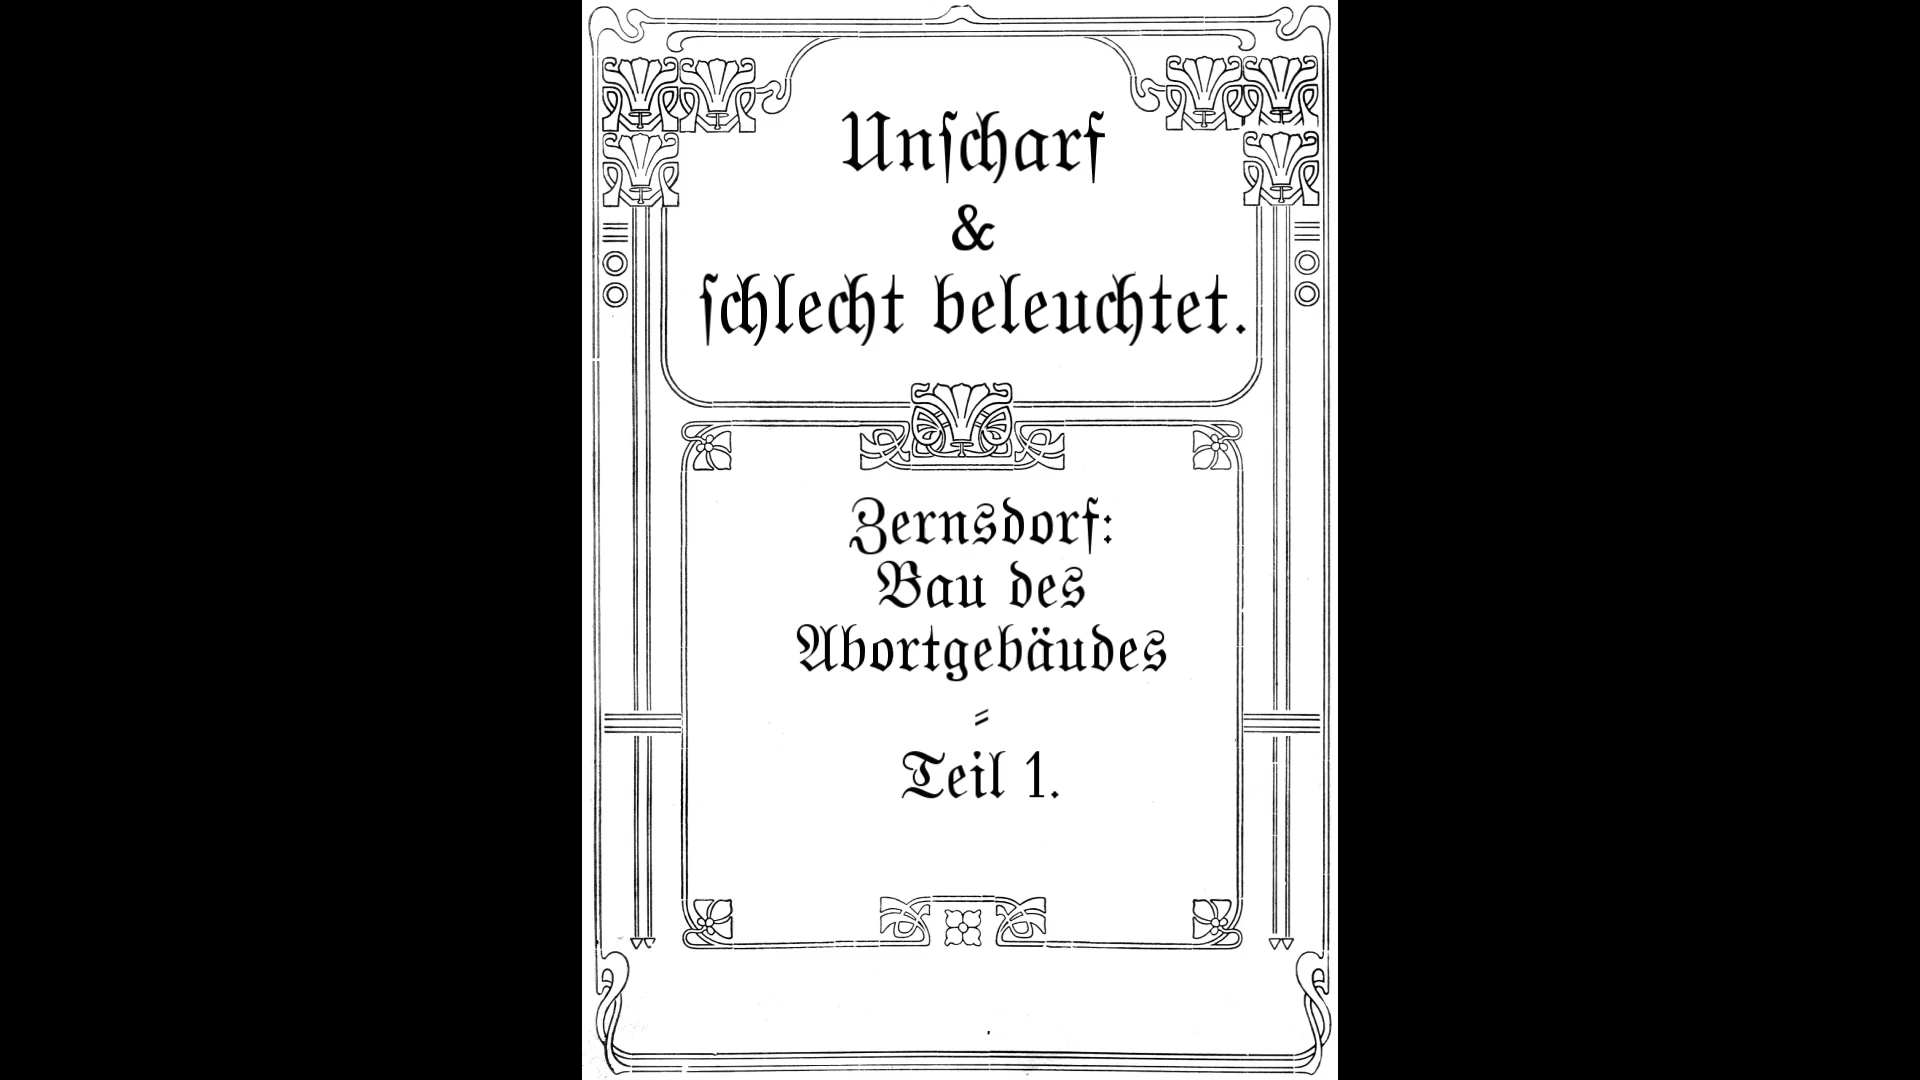 Unſcharf
&
ſchlecht beleuchtet.
Zernsdorf:
Bau des
Abortgebäudes
⸗
Teil 1.